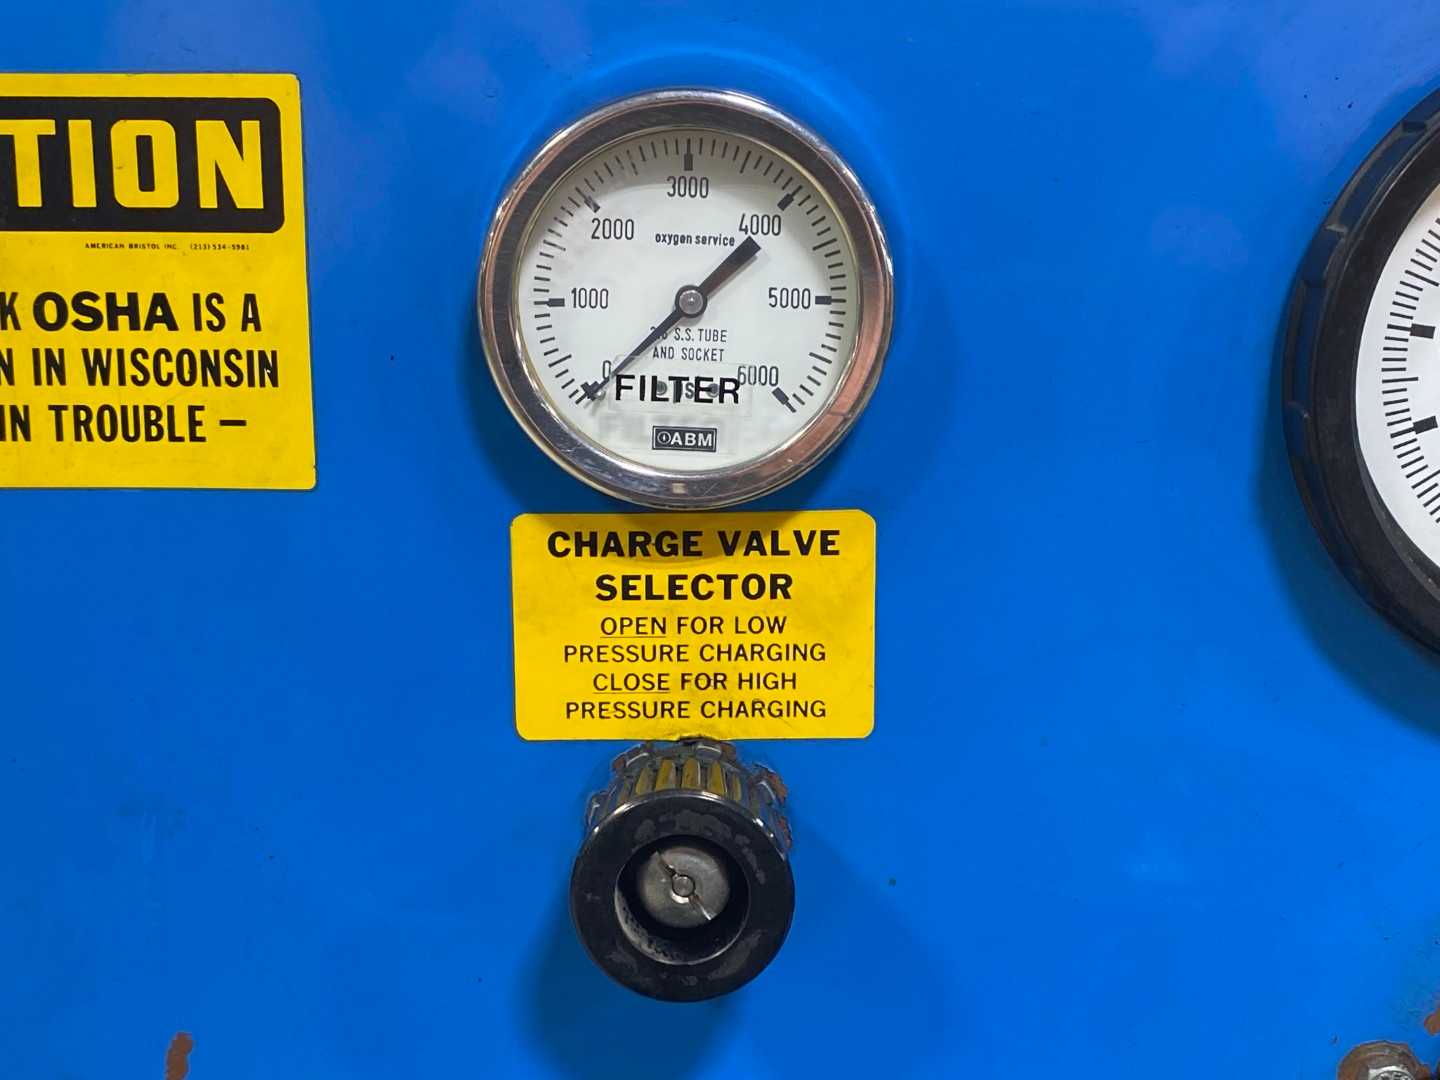 TION
AMERICAN BRISTOL INC. (213) 534-5981
K OSHA IS A
N IN WISCONSIN
IN TROUBLE –
3000
2000
4000
oxygen service
1000
5000
S.S. TUBE
AND SOCKET
0
6000
FILTER
ABM
CHARGE VALVE
SELECTOR
OPEN FOR LOW
PRESSURE CHARGING
CLOSE FOR HIGH
PRESSURE CHARGING